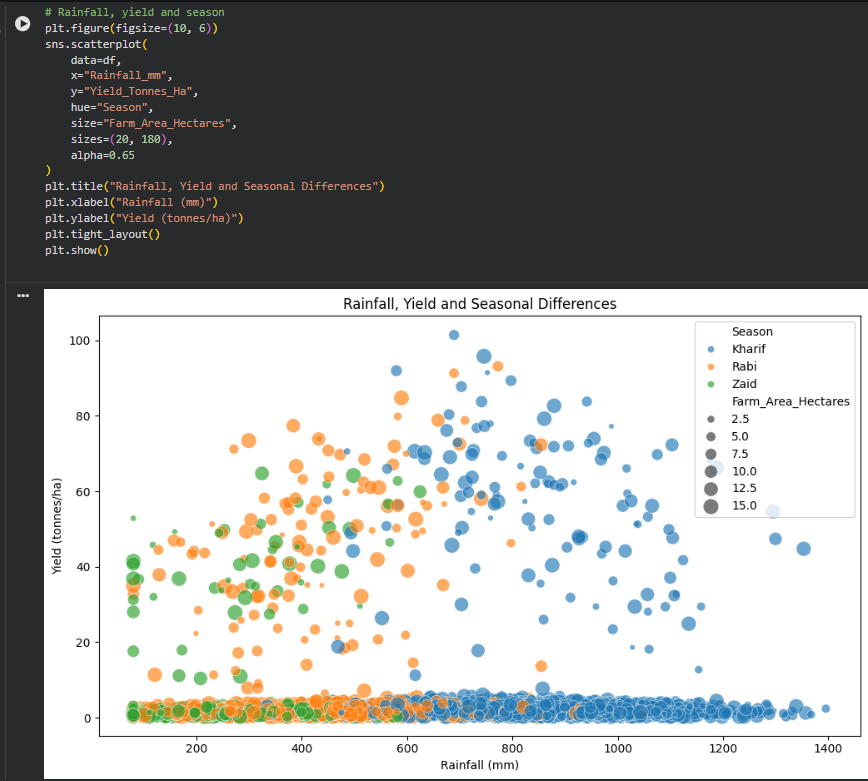 # Rainfall, yield and season
plt.figure(figsize=(10, 6))
sns.scatterplot(
    data=df,
    x="Rainfall_mm",
    y="Yield_Tonnes_Ha",
    hue="Season",
    size="Farm_Area_Hectares",
    sizes=(20, 180),
    alpha=0.65
)
plt.title("Rainfall, Yield and Seasonal Differences")
plt.xlabel("Rainfall (mm)")
plt.ylabel("Yield (tonnes/ha)")
plt.tight_layout()
plt.show()
Rainfall, Yield and Seasonal Differences
Season
Kharif
Rabi
Zaid
Farm_Area_Hectares
2.5
5.0
7.5
10.0
12.5
15.0
100
80
60
40
20
0
Yield (tonnes/ha)
200 400 600 800 1000 1200 1400
Rainfall (mm)